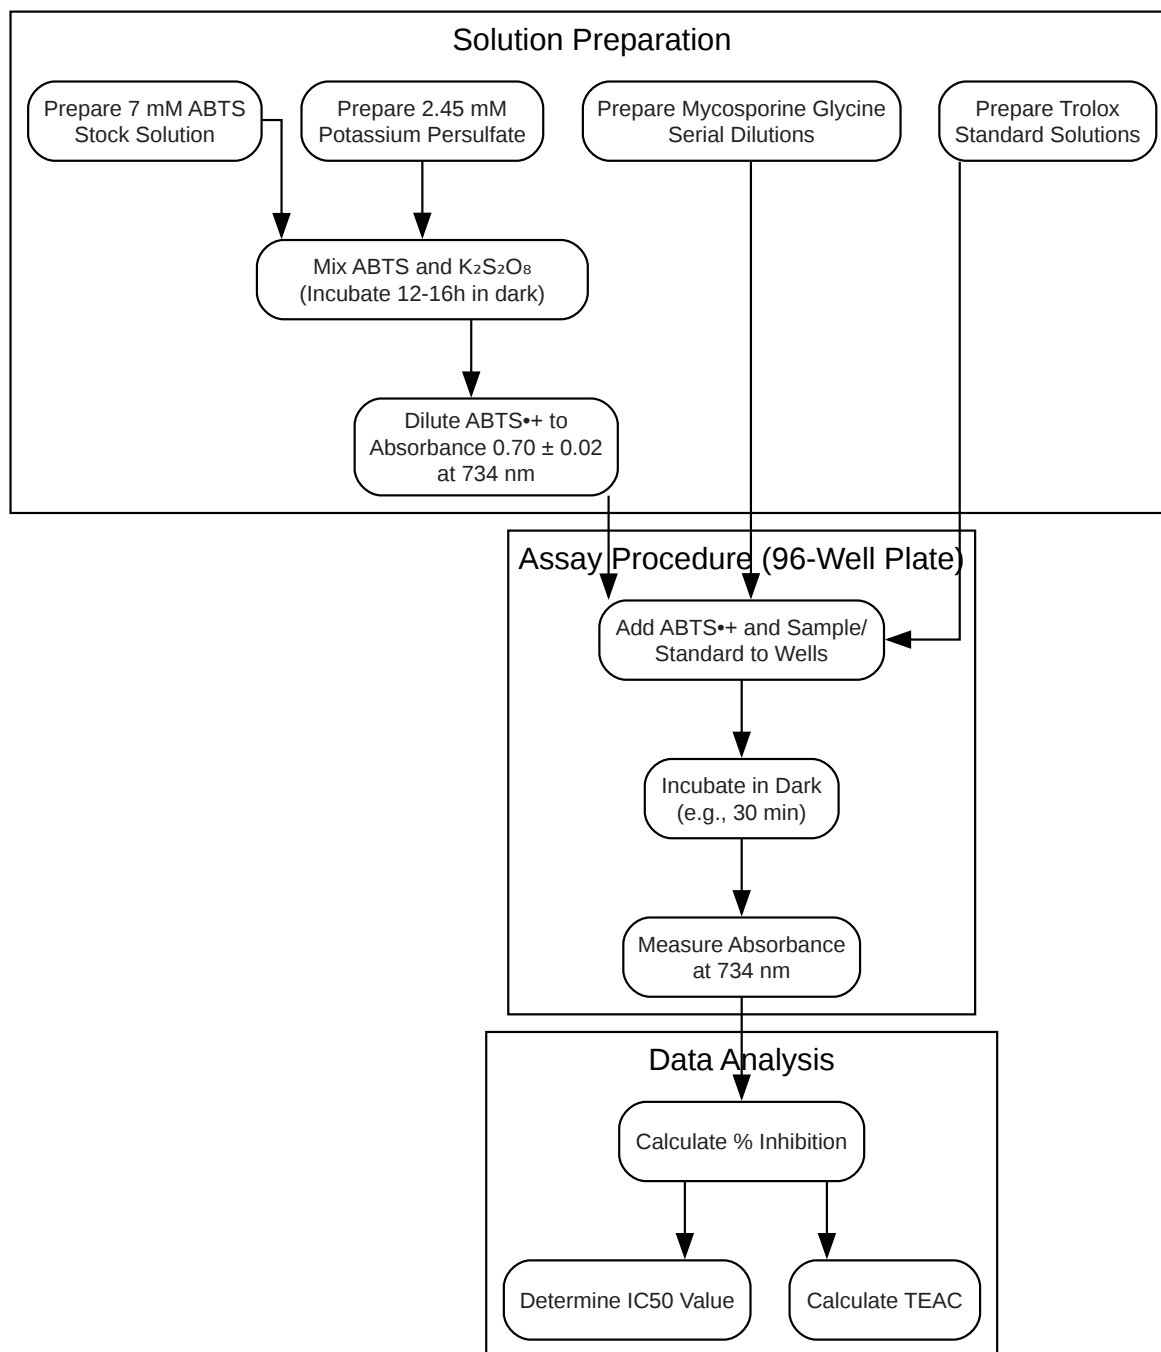 Solution Preparation
Prepare 7 mM ABTS
Stock Solution
Prepare 2.45 mM
Potassium Persulfate
Prepare Mycosporine Glycine
Serial Dilutions
Prepare Trolox
Standard Solutions
Mix ABTS and K₂S₂O₈
(Incubate 12-16h in dark)
Dilute ABTS•+ to
Absorbance 0.70 ± 0.02
at 734 nm
Assay Procedure (96-Well Plate)
Add ABTS•+ and Sample/
Standard to Wells
Incubate in Dark
(e.g., 30 min)
Measure Absorbance
at 734 nm
Data Analysis
Calculate % Inhibition
Determine IC50 Value
Calculate TEAC